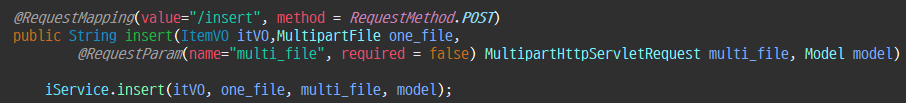 @RequestMapping(value="/insert", method = RequestMethod.POST)
public String insert(ItemVO itVO,MultipartFile one_file,
@RequestParam(name="multi_file", required = false) MultipartHttpServletRequest multi_file, Model model)
iService.insert(itVO, one_file, multi_file, model);